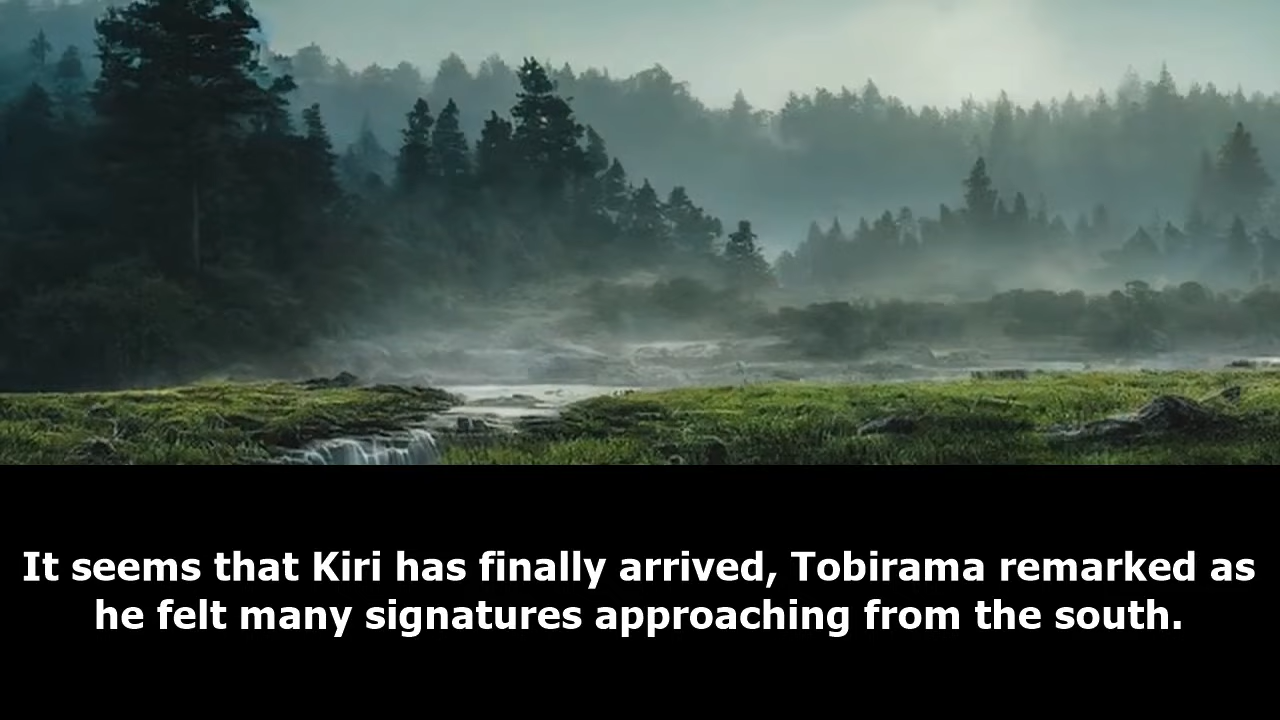 It seems that Kiri has finally arrived, Tobirama remarked as
he felt many signatures approaching from the south.